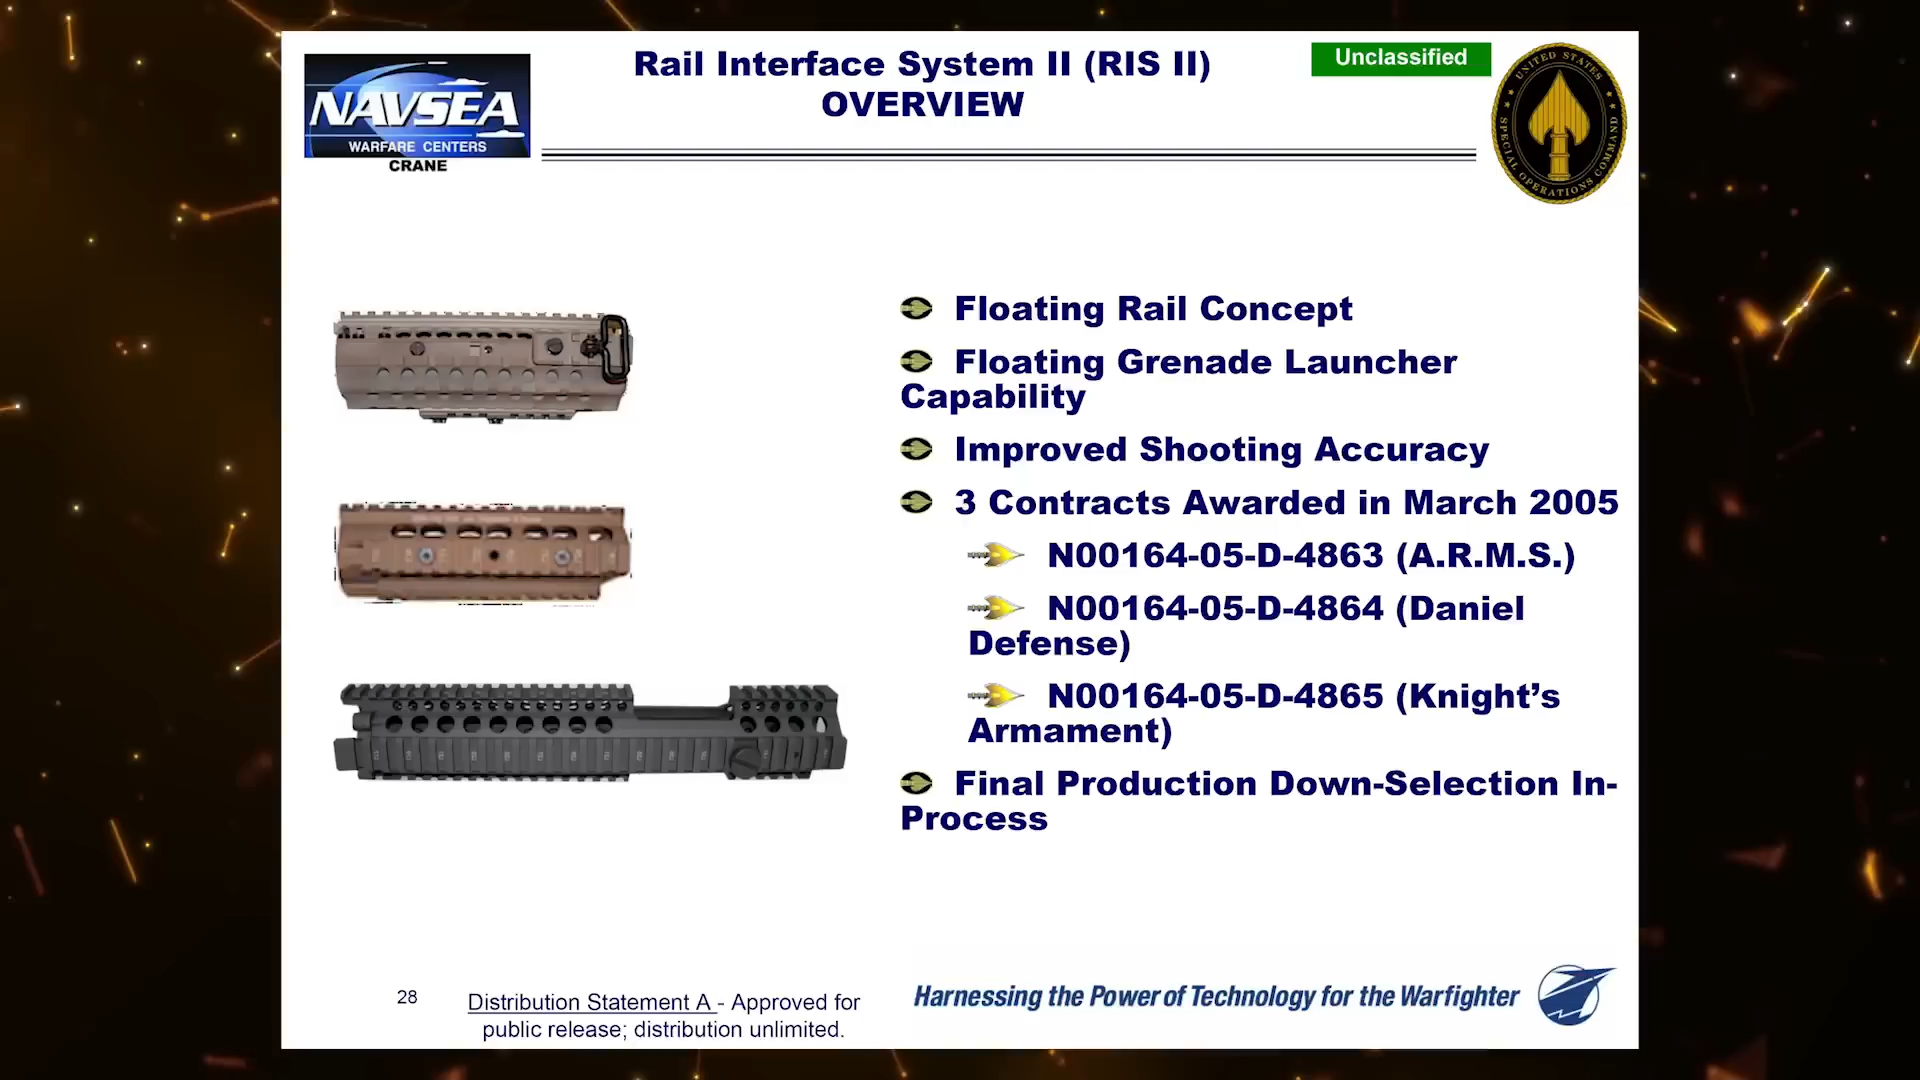 Rail Interface System II (RIS II)
OVERVIEW
Unclassified
NAVSEA
WARFARE CENTERS
CRANE
UNITED STATES
SPECIAL OPERATIONS COMMAND
Floating Rail Concept
Floating Grenade Launcher
Capability
Improved Shooting Accuracy
3 Contracts Awarded in March 2005
N00164-05-D-4863 (A.R.M.S.)
N00164-05-D-4864 (Daniel
Defense)
N00164-05-D-4865 (Knight’s
Armament)
Final Production Down-Selection In-
Process
28
Distribution Statement A - Approved for
public release; distribution unlimited.
Harnessing the Power of Technology for the Warfighter